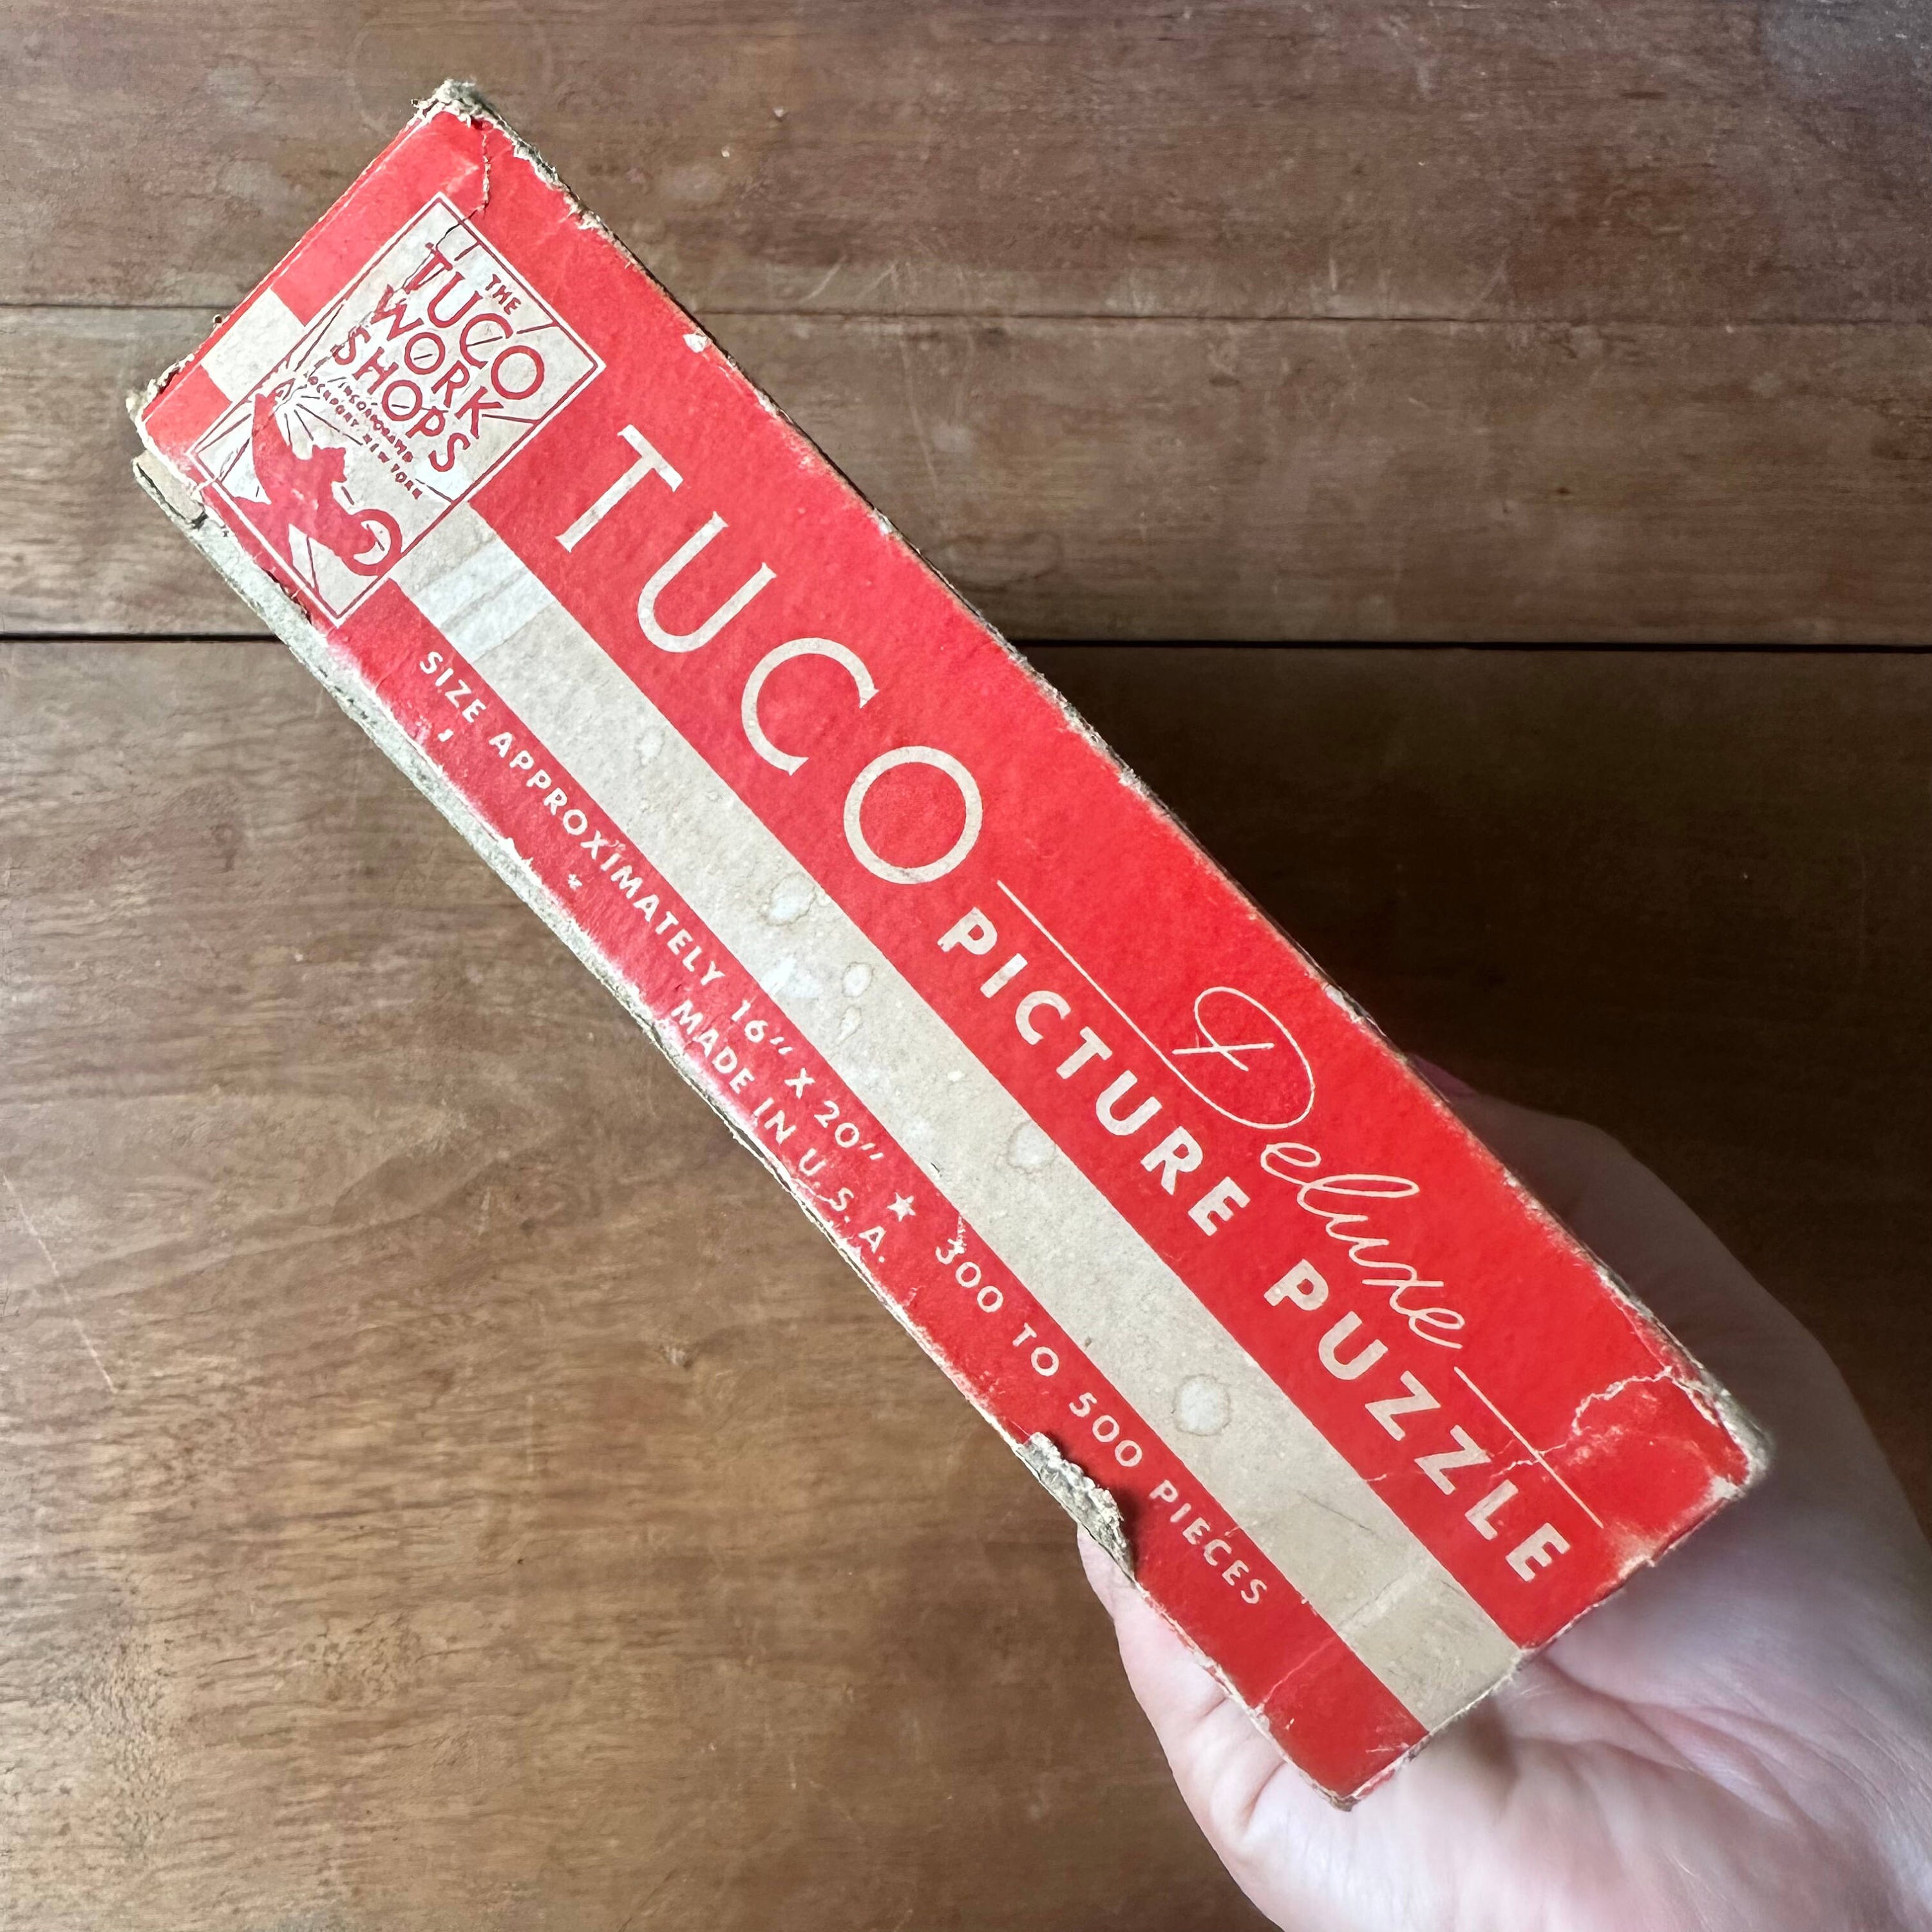 THE
TUCO
WORK
SHOPS
INCORPORATED
LOCKPORT NEW YORK
TUCO
Deluxe
PICTURE PUZZLE
SIZE APPROXIMATELY 16" X 20" ★ 300 TO 500 PIECES
MADE IN U.S.A.